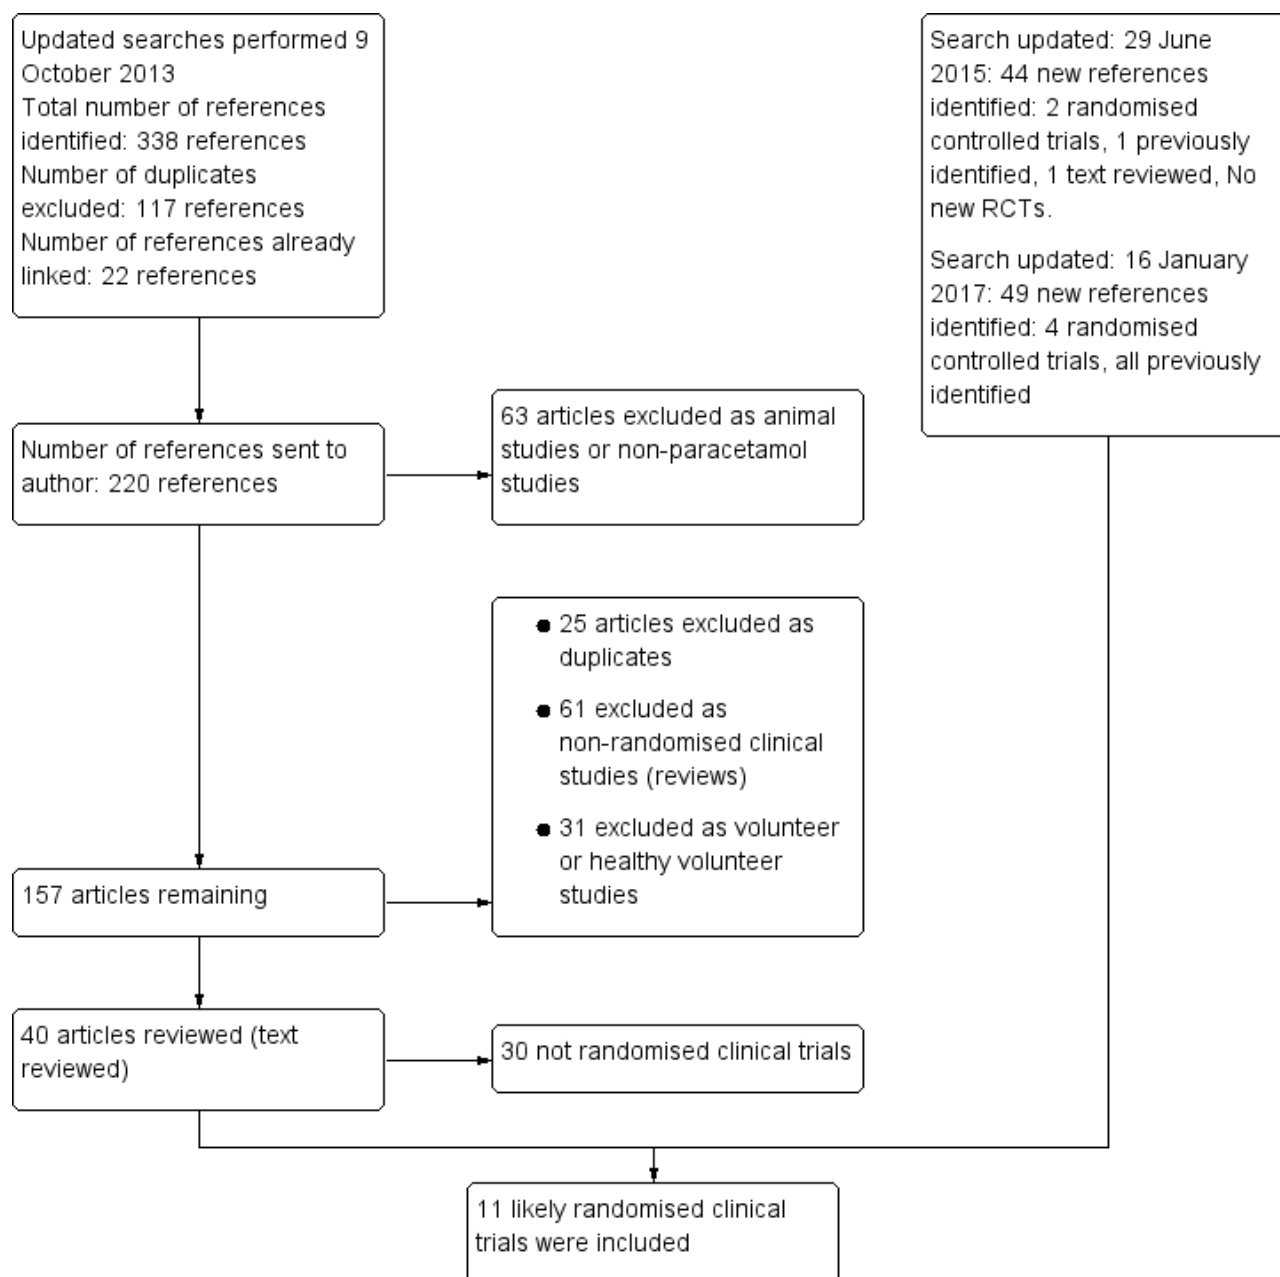 Updated searches performed 9
October 2013
Total number of references
identified: 338 references
Number of duplicates
excluded: 117 references
Number of references already
linked: 22 references
Search updated: 29 June
2015: 44 new references
identified: 2 randomised
controlled trials, 1 previously
identified, 1 text reviewed, No
new RCTs.
Search updated: 16 January
2017: 49 new references
identified: 4 randomised
controlled trials, all previously
identified
Number of references sent to
author: 220 references
63 articles excluded as animal
studies or non-paracetamol
studies
● 25 articles excluded as
duplicates
● 61 excluded as
non-randomised clinical
studies (reviews)
● 31 excluded as volunteer
or healthy volunteer
studies
157 articles remaining
40 articles reviewed (text
reviewed)
30 not randomised clinical trials
11 likely randomised clinical
trials were included